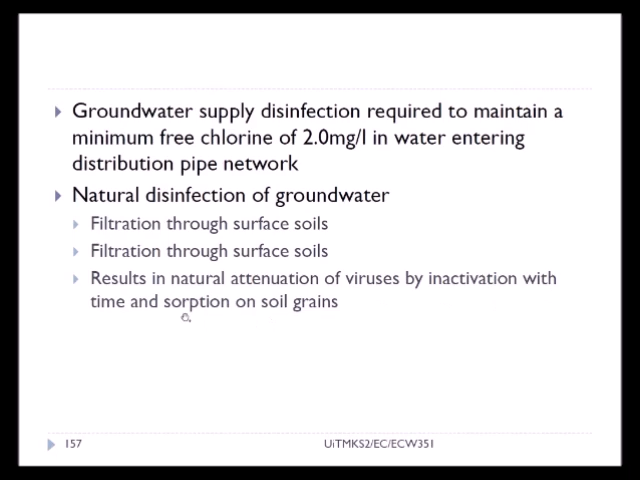 Groundwater supply disinfection required to maintain a
minimum free chlorine of 2.0mg/l in water entering
distribution pipe network
Natural disinfection of groundwater
Filtration through surface soils
Filtration through surface soils
Results in natural attenuation of viruses by inactivation with
time and sorption on soil grains
157
UiTMKS2/EC/ECW351